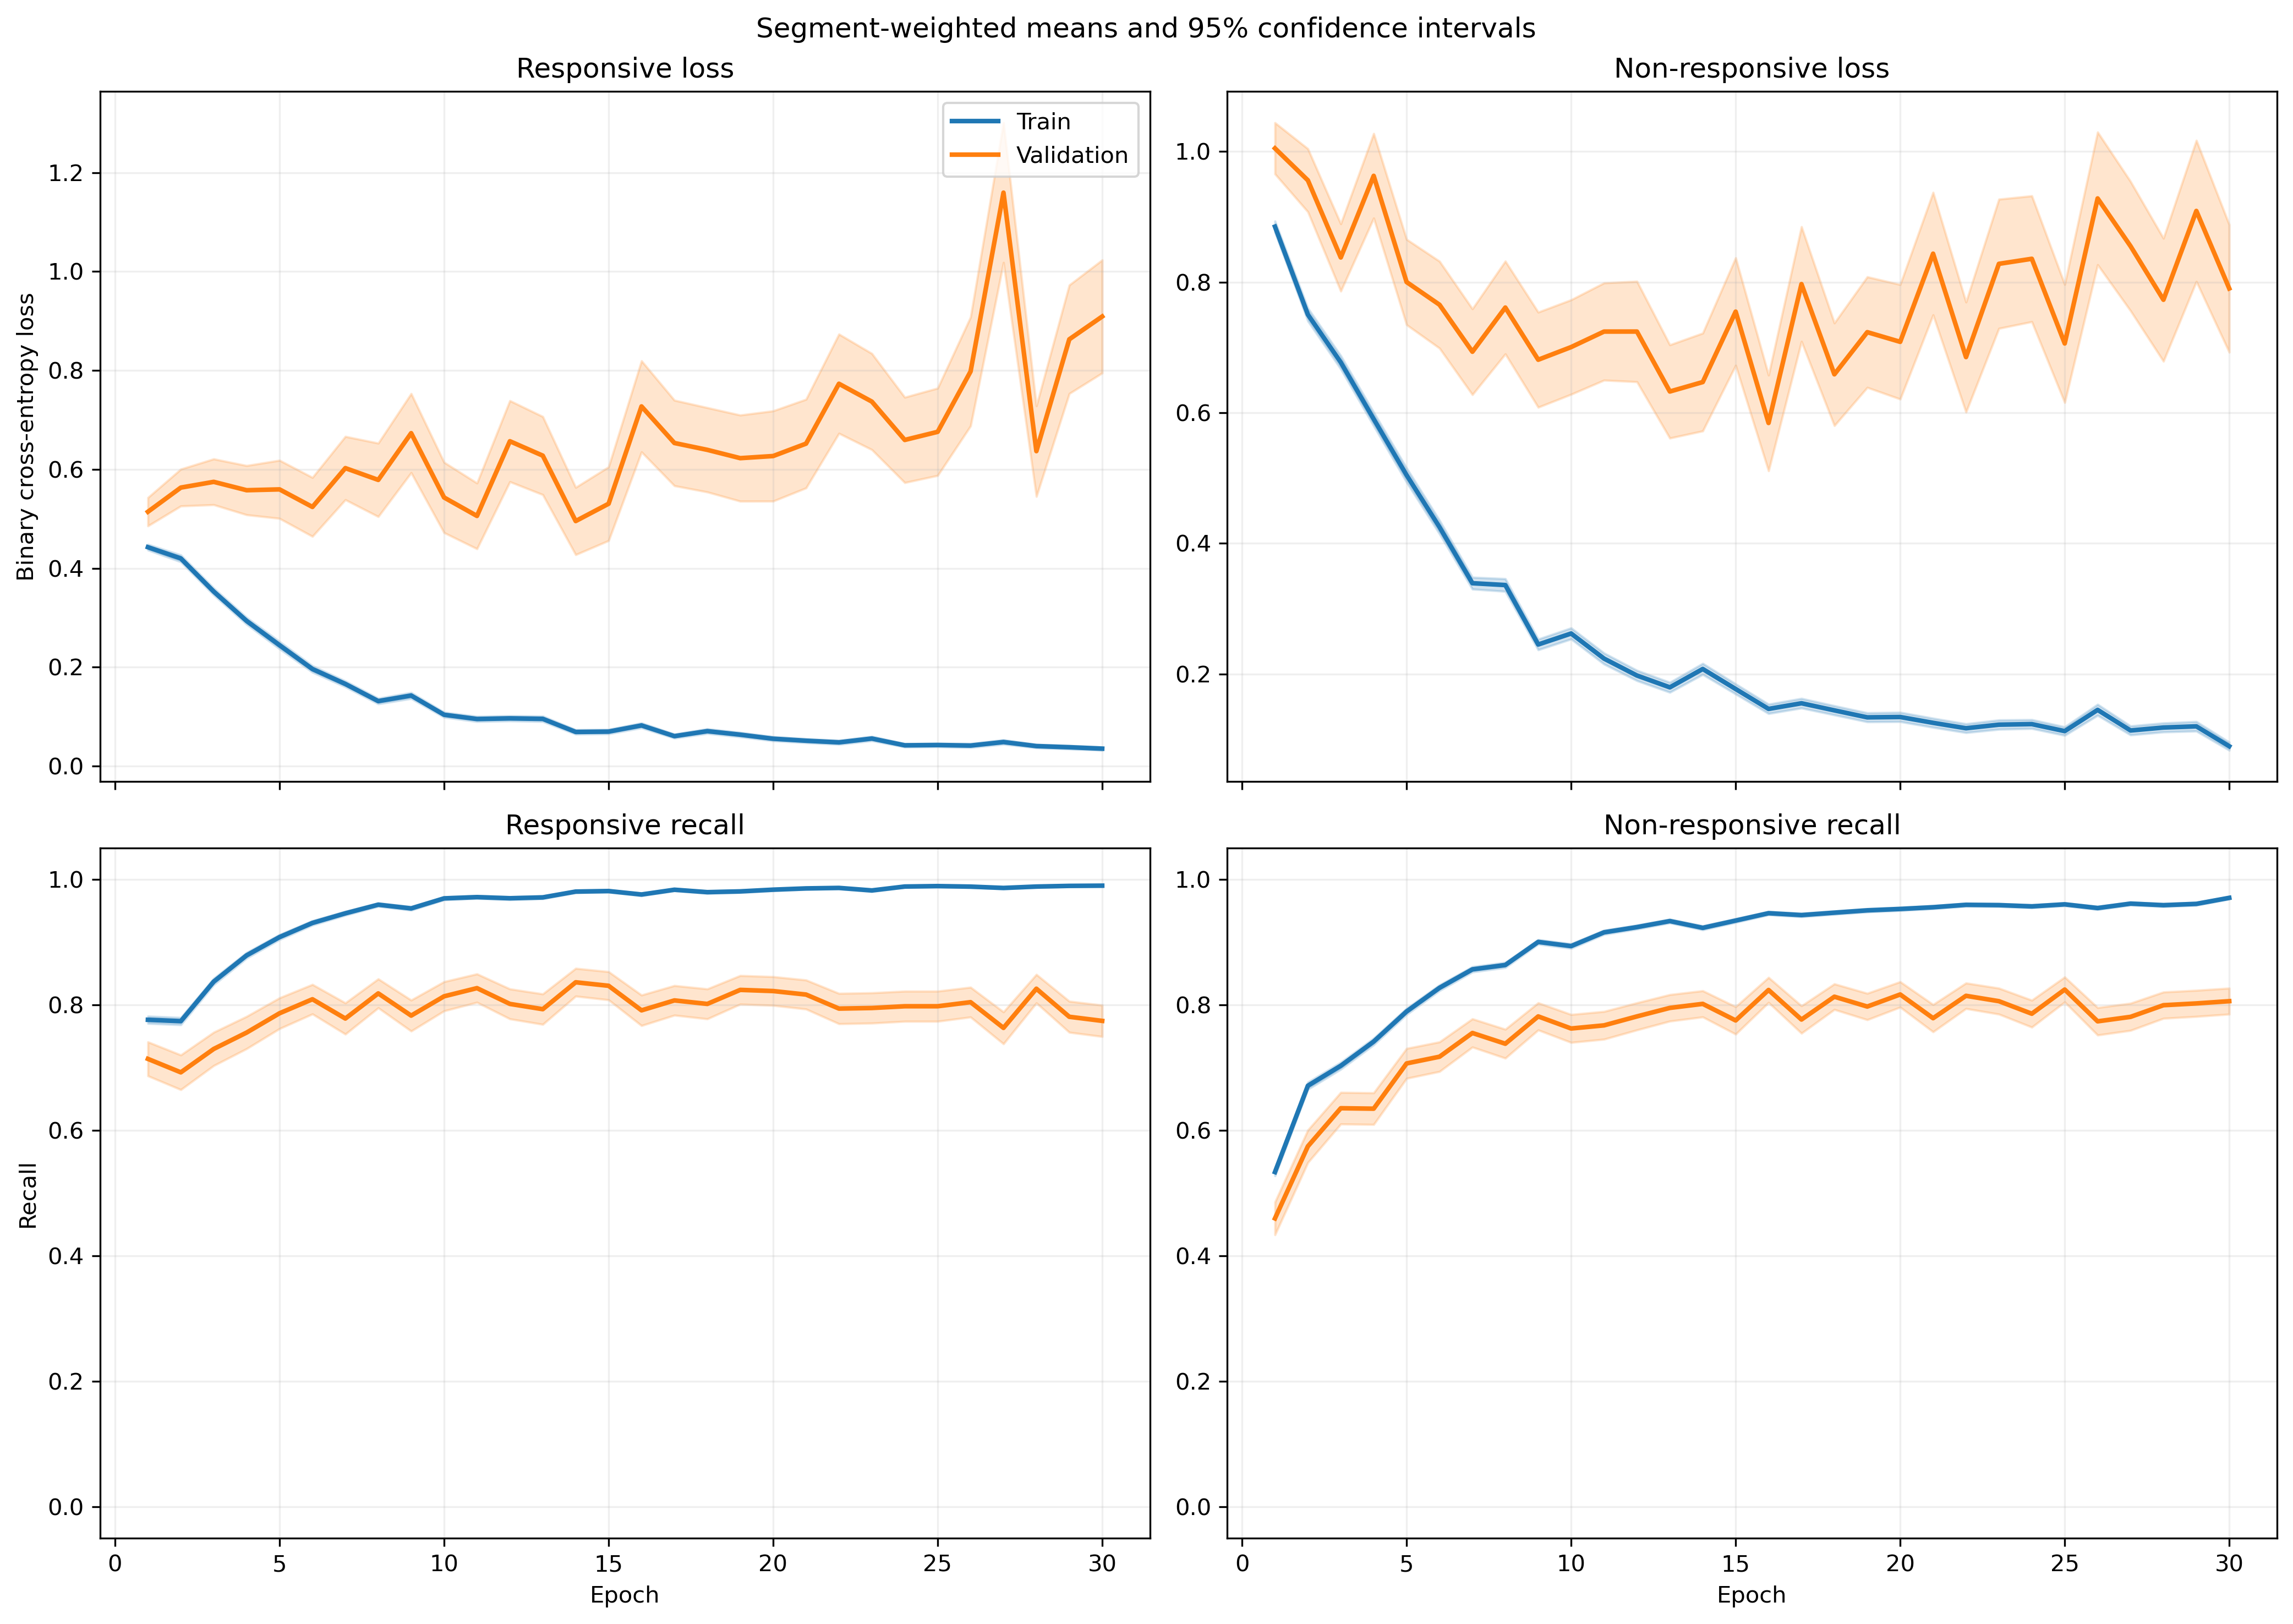 Segment-weighted means and 95% confidence intervals
Responsive loss
Non-responsive loss
Train
Validation
Binary cross-entropy loss
1.2
1.0
0.8
0.6
0.4
0.2
0.0
1.0
0.8
0.6
0.4
0.2
Responsive recall
Non-responsive recall
Recall
1.0
0.8
0.6
0.4
0.2
0.0
0 5 10 15 20 25 30
Epoch
1.0
0.8
0.6
0.4
0.2
0.0
0 5 10 15 20 25 30
Epoch